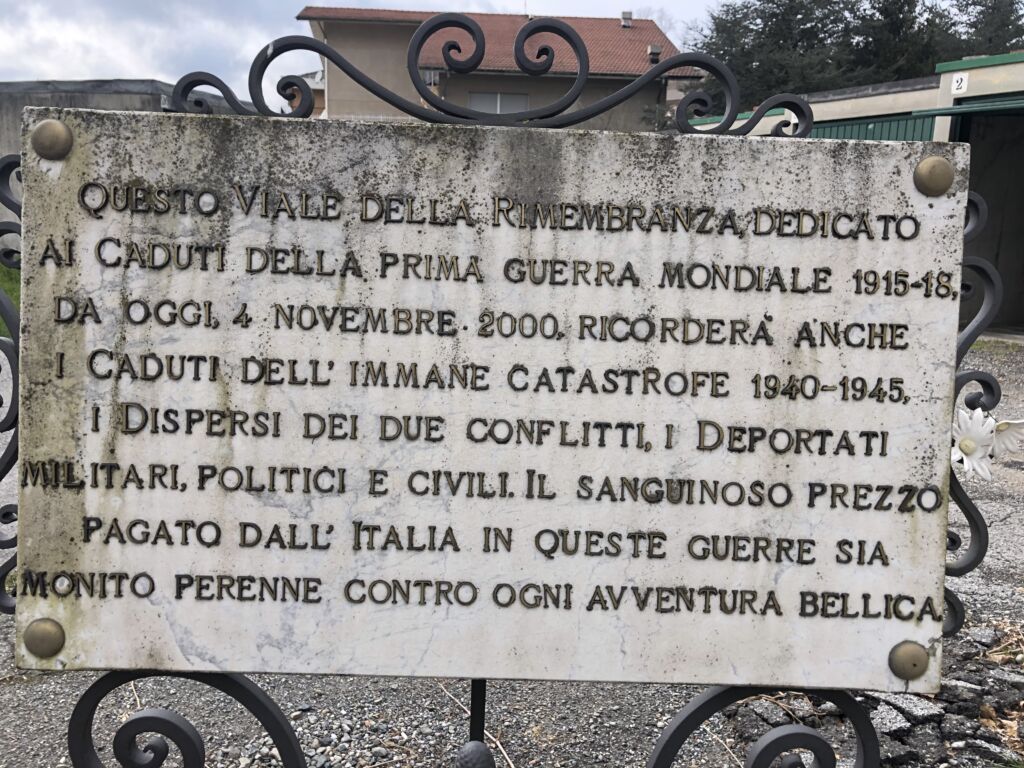 QUESTO VIALE DELLA RIMEMBRANZA, DEDICATO
AI CADUTI DELLA PRIMA GUERRA MONDIALE 1915-18,
DA OGGI, 4 NOVEMBRE · 2000, RICORDERA' ANCHE
I CADUTI DELL' IMMANE CATASTROFE 1940-1945,
I DISPERSI DEI DUE CONFLITTI, I DEPORTATI
MILITARI, POLITICI E CIVILI. IL SANGUINOSO PREZZO
PAGATO DALL' ITALIA IN QUESTE GUERRE SIA
MONITO PERENNE CONTRO OGNI AVVENTURA BELLICA
2